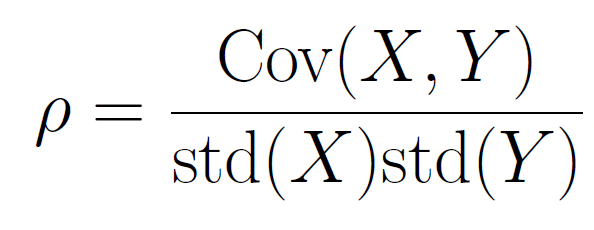 ρ = Cov(X, Y) / std(X)std(Y)